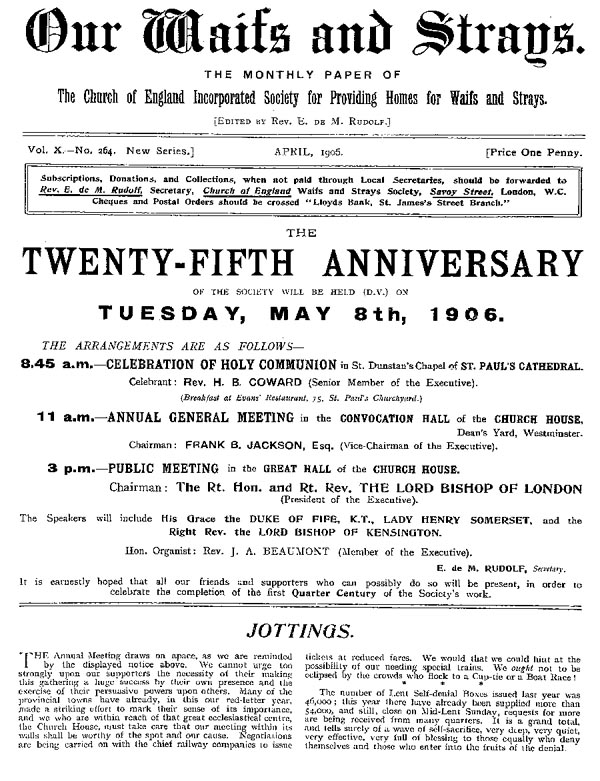 Our Waifs and Strays.
THE MONTHLY PAPER OF
The Church of England Incorporated Society for Providing Homes for Waifs and Strays.
[EDITED BY REV. E. DE M. RUDOLF.]
Vol. X.—No. 264. New Series.] APRIL, 1906. [Price One Penny.
Subscriptions, Donations, and Collections, when not paid through Local Secretaries, should be forwarded to
Rev. E. de M. Rudolf, Secretary, Church of England Waifs and Strays Society, Savoy Street, London, W.C.
Cheques and Postal Orders should be crossed "Lloyds Bank, St. James's Street Branch."
THE
TWENTY-FIFTH ANNIVERSARY
OF THE SOCIETY WILL BE HELD (D.V.) ON
TUESDAY, MAY 8th, 1906.
THE ARRANGEMENTS ARE AS FOLLOWS—
8.45 a.m.—CELEBRATION OF HOLY COMMUNION in St. Dunstan's Chapel of ST. PAUL'S CATHEDRAL.
Celebrant: Rev. H. B. COWARD (Senior Member of the Executive).
(Breakfast at Evans' Restaurant, 75, St. Paul's Churchyard.)
11 a.m.—ANNUAL GENERAL MEETING in the CONVOCATION HALL of the CHURCH HOUSE,
Dean's Yard, Westminster.
Chairman: FRANK B. JACKSON, Esq. (Vice-Chairman of the Executive).
3 p.m.—PUBLIC MEETING in the GREAT HALL of the CHURCH HOUSE.
Chairman: The Rt. Hon. and Rt. Rev. THE LORD BISHOP OF LONDON
(President of the Executive).
The Speakers will include His Grace the DUKE OF FIFE, K.T., LADY HENRY SOMERSET, and the
Right Rev. the LORD BISHOP OF KENSINGTON.
Hon. Organist: Rev. J. A. BEAUMONT (Member of the Executive).
E. de M. RUDOLF, Secretary.
It is earnestly hoped that all our friends and supporters who can possibly do so will be present, in order to
celebrate the completion of the first Quarter Century of the Society's work.
JOTTINGS.
THE Annual Meeting draws on apace, as we are reminded
by the displayed notice above. We cannot urge too
strongly upon our supporters the necessity of their making
this gathering a huge success by their own presence and the
exercise of their persuasive powers upon others. Many of the
provincial towns have already, in this our red-letter year,
made a striking effort to mark their sense of its importance,
and we who are within reach of that great ecclesiastical centre,
the Church House, must take care that our meeting within its
walls shall be worthy of the spot and our cause. Negotiations
are being carried on with the chief railway companies to issue
tickets at reduced fares. We would that we could hint at the
possibility of our needing special trains. We ought not to be
eclipsed by the crowds who flock to a Cup-tie or a Boat Race!
* * *
The number of Lent Self-denial Boxes issued last year was
46,000; this year there have already been supplied more than
54,000, and still, close on Mid-Lent Sunday, requests for more
are being received from many quarters. It is a grand total,
and tells surely of a wave of self-sacrifice, very deep, very quiet,
very effective, very full of blessing to those equally who deny
themselves and those who enter into the fruits of the denial.